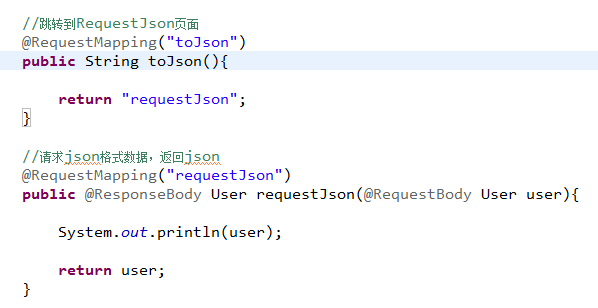 //跳转到RequestJson页面
@RequestMapping("toJson")
public String toJson(){
return "requestJson";
}
//请求json格式数据，返回json
@RequestMapping("requestJson")
public @ResponseBody User requestJson(@RequestBody User user){
System.out.println(user);
return user;
}